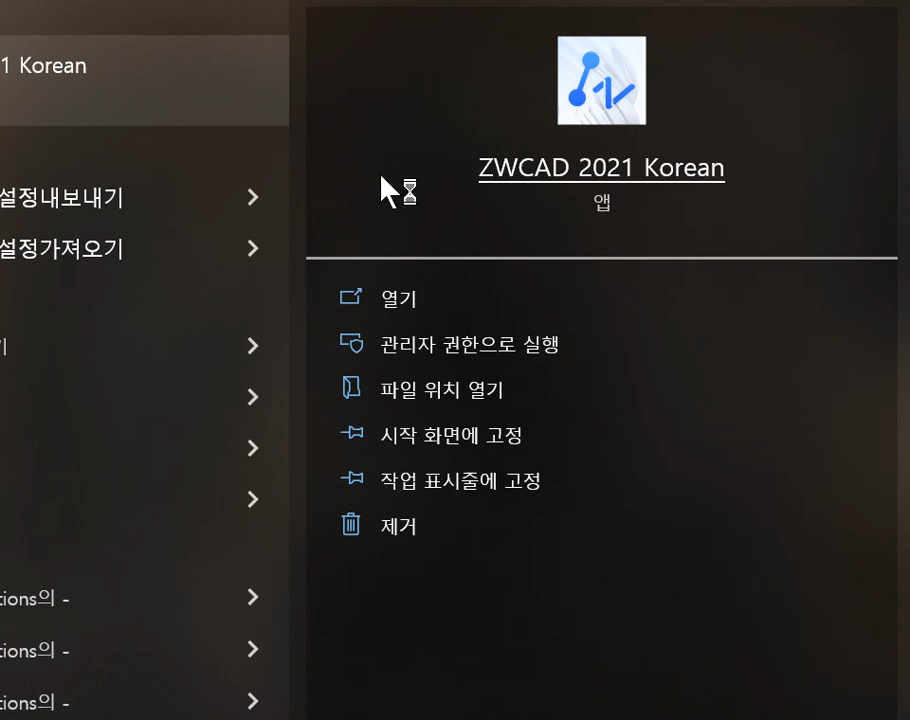 1 Korean
설정내보내기
설정가져오기
기
tions의 -
tions의 -
tions의 -
ZWCAD 2021 Korean
앱
열기
관리자 권한으로 실행
파일 위치 열기
시작 화면에 고정
작업 표시줄에 고정
제거